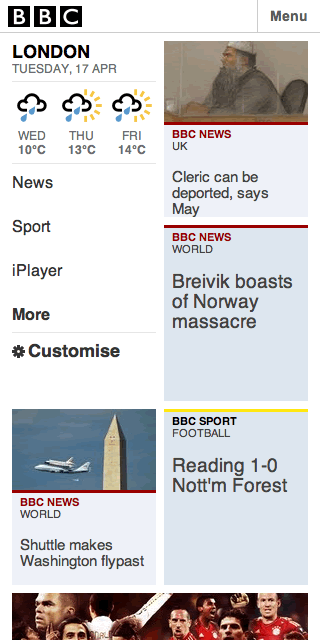 BBC
Menu
LONDON
TUESDAY, 17 APR
WED
10°C
THU
13°C
FRI
14°C
News
Sport
iPlayer
More
Customise
BBC NEWS
UK
Cleric can be
deported, says
May
BBC NEWS
WORLD
Breivik boasts
of Norway
massacre
BBC NEWS
WORLD
Shuttle makes
Washington flypast
BBC SPORT
FOOTBALL
Reading 1-0
Nott'm Forest